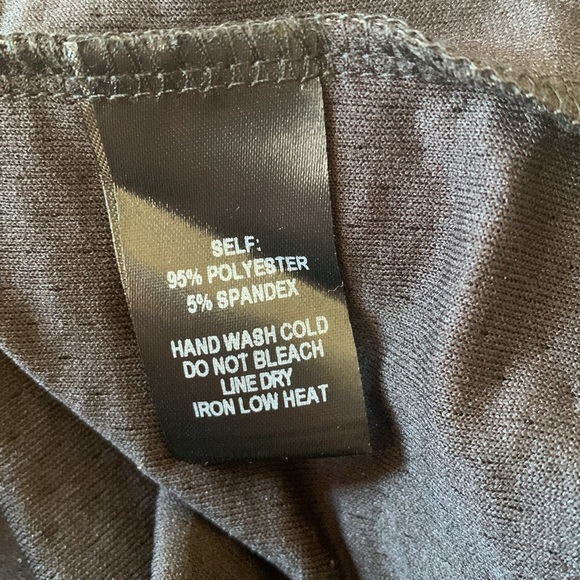 SELF:
95% POLYESTER
5% SPANDEX
HAND WASH COLD
DO NOT BLEACH
LINE DRY
IRON LOW HEAT